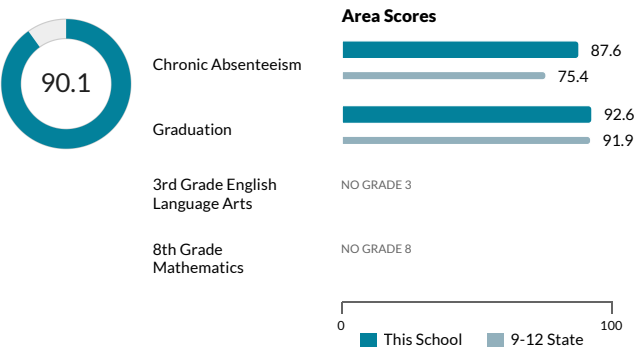 Area Scores
90.1
Chronic Absenteeism
87.6
75.4
Graduation
92.6
91.9
3rd Grade English
Language Arts
NO GRADE 3
8th Grade
Mathematics
NO GRADE 8
0
100
This School
9-12 State